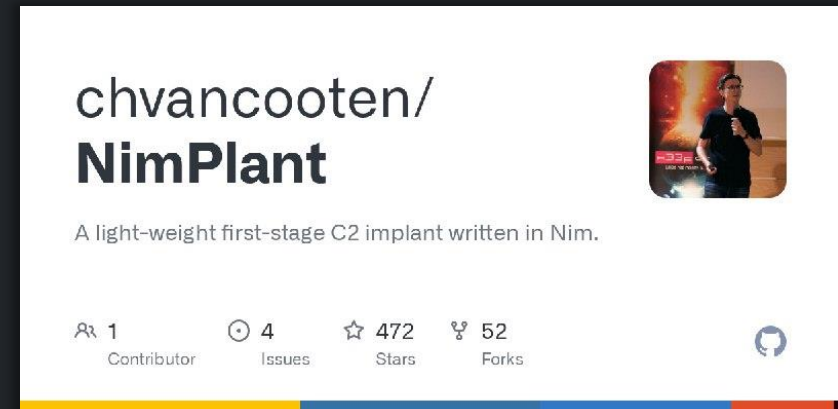 chvancooten/
NimPlant
A light-weight first-stage C2 implant written in Nim.
1
Contributor
4
Issues
472
Stars
52
Forks